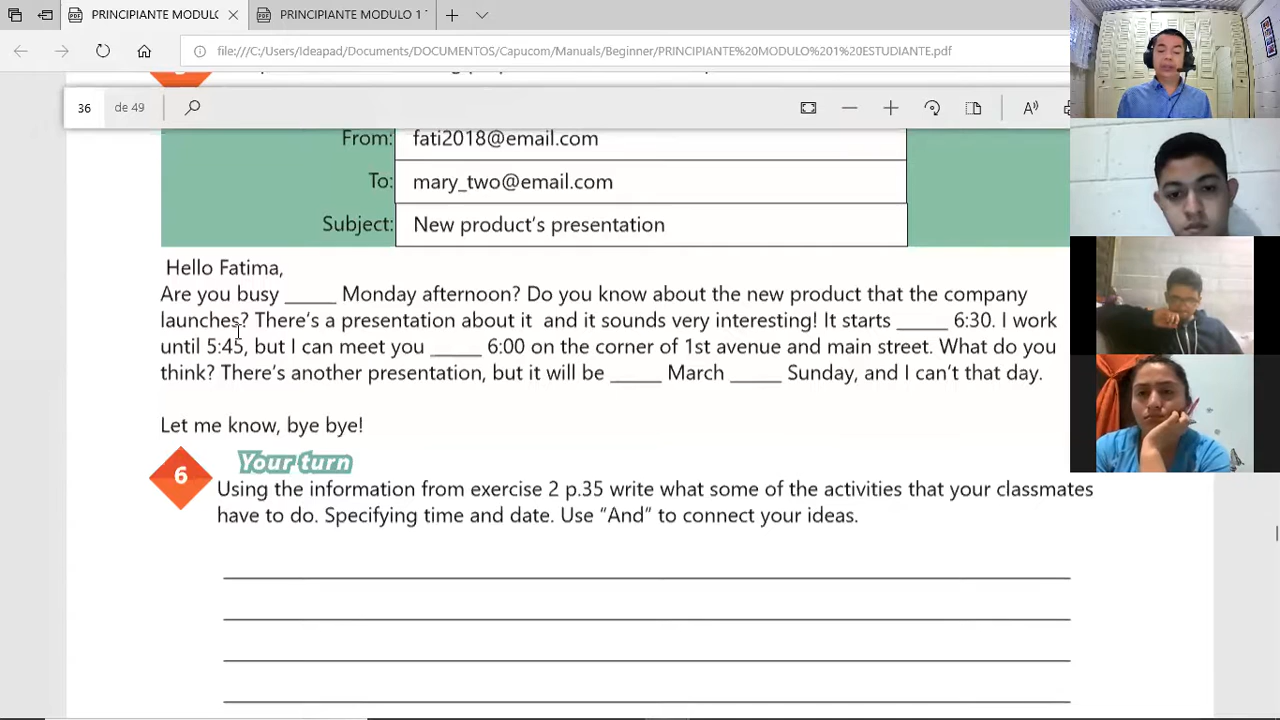 PRINCIPIANTE MODULO
PRINCIPIANTE MODULO 1
file:///C:/Users/Ideapad/Documents
S/Capucom/Manuals/Beginner/PRINCIPIANTE%20MODULO%201%20ESTUDIANTE.pdf
36 de 49
From: fati2018@email.com
To: mary_two@email.com
Subject: New product's presentation
Hello Fatima,
Are you busy _____ Monday afternoon? Do you know about the new product that the company
launches? There's a presentation about it and it sounds very interesting! It starts _____ 6:30. I work
until 5:45, but I can meet you _____ 6:00 on the corner of 1st avenue and main street. What do you
think? There's another presentation, but it will be _____ March _____ Sunday, and I can't that day.
Let me know, bye bye!
6 Your turn
Using the information from exercise 2 p.35 write what some of the activities that your classmates
have to do. Specifying time and date. Use “And” to connect your ideas.